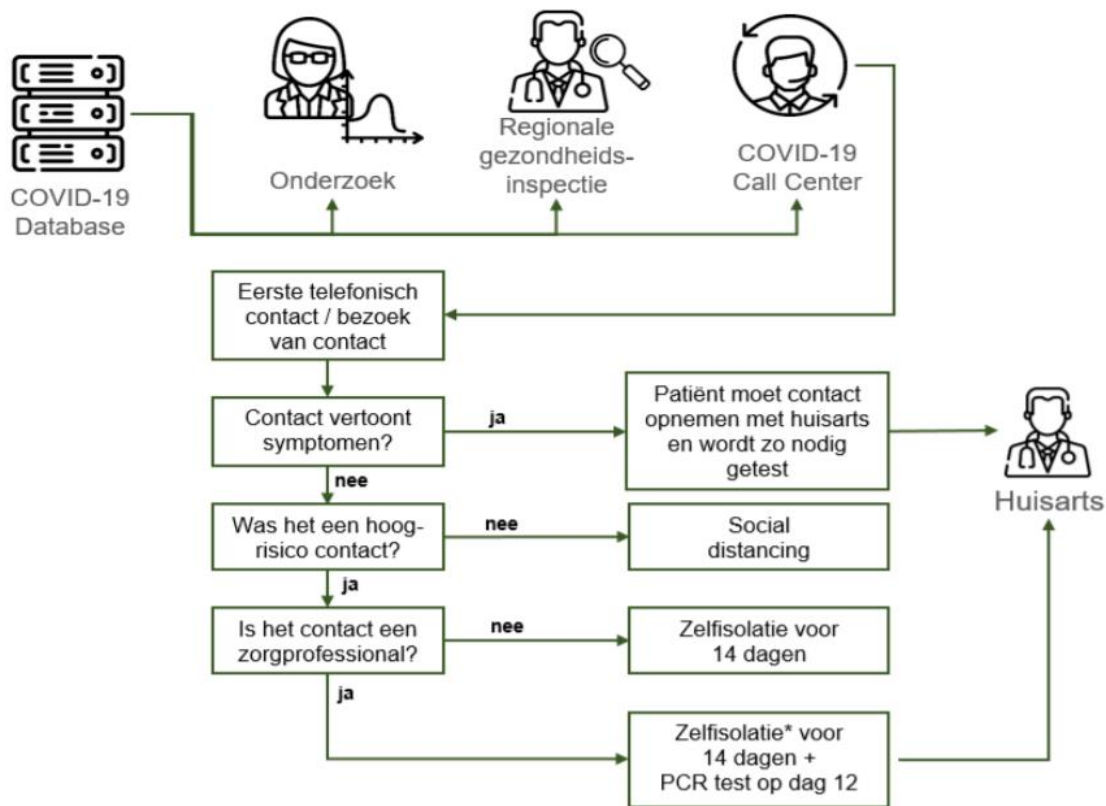 COVID-19
Database
Onderzoek
Regionale
gezondheids-
inspectie
COVID-19
Call Center
Eerste telefonisch
contact / bezoek
van contact
Contact vertoont
symptomen?
ja
Patiënt moet contact
opnemen met huisarts
en wordt zo nodig
getest
Huisarts
nee
Was het een hoog-
risico contact?
nee
Social
distancing
ja
Is het contact een
zorgprofessional?
nee
Zelfisolatie voor
14 dagen
ja
Zelfisolatie* voor
14 dagen +
PCR test op dag 12